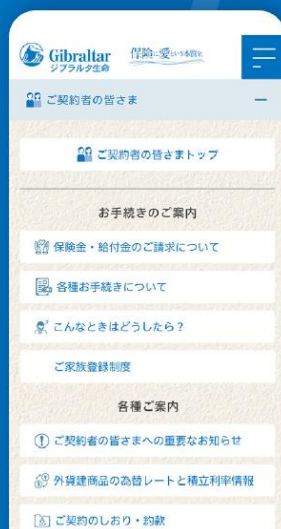 Gibraltar
ジブラルタ生命
保険に愛という本質を。
ご契約者の皆さま
ご契約者の皆さまトップ
お手続きのご案内
保険金・給付金のご請求について
各種お手続きについて
こんなときはどうしたら？
ご家族登録制度
各種ご案内
ご契約者の皆さまへの重要なお知らせ
外貨建商品の為替レートと積立利率情報
ご契約のしおり・約款